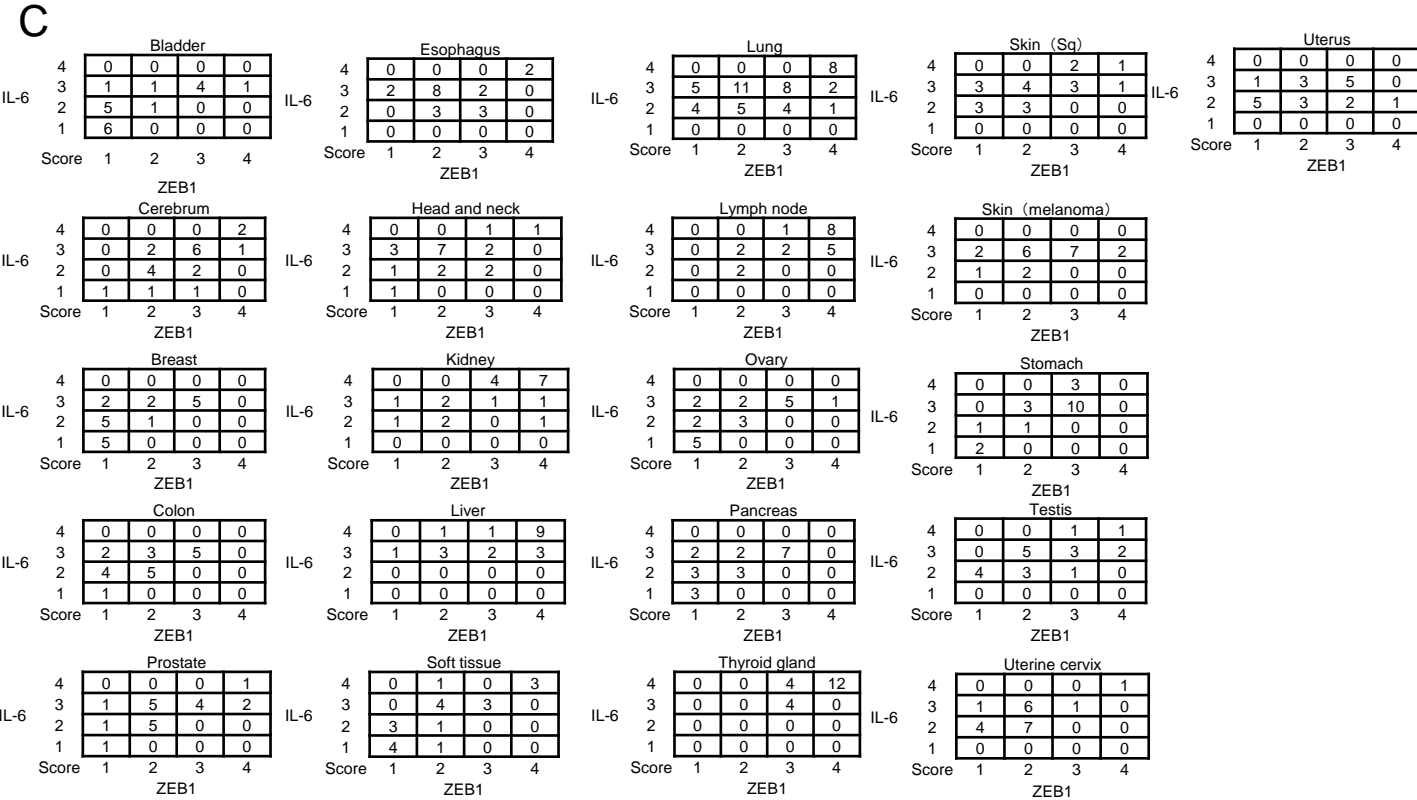 C
Bladder
4 0 0 0 0
IL-6 3 1 1 4 1
2 5 1 0 0
1 6 0 0 0
Score 1 2 3 4
ZEB1
Esophagus
4 0 0 0 2
IL-6 3 2 8 2 0
2 0 3 3 0
1 0 0 0 0
Score 1 2 3 4
ZEB1
Lung
4 0 0 0 8
IL-6 3 5 11 8 2
2 4 5 4 1
1 0 0 0 0
Score 1 2 3 4
ZEB1
Skin（Sq）
4 0 0 2 1
IL-6 3 3 4 3 1
2 3 3 0 0
1 0 0 0 0
Score 1 2 3 4
ZEB1
Uterus
4 0 0 0 0
IL-6 3 1 3 5 0
2 5 3 2 1
1 0 0 0 0
Score 1 2 3 4
ZEB1
Cerebrum
4 0 0 0 2
IL-6 3 0 2 6 1
2 0 4 2 0
1 1 1 1 0
Score 1 2 3 4
ZEB1
Head and neck
4 0 0 1 1
IL-6 3 3 7 2 0
2 1 2 2 0
1 1 0 0 0
Score 1 2 3 4
ZEB1
Lymph node
4 0 0 1 8
IL-6 3 0 2 2 5
2 0 2 0 0
1 0 0 0 0
Score 1 2 3 4
ZEB1
Skin（melanoma）
4 0 0 0 0
IL-6 3 2 6 7 2
2 1 2 0 0
1 0 0 0 0
Score 1 2 3 4
ZEB1
Breast
4 0 0 0 0
IL-6 3 2 2 5 0
2 5 1 0 0
1 5 0 0 0
Score 1 2 3 4
ZEB1
Kidney
4 0 0 4 7
IL-6 3 1 2 1 1
2 1 2 0 1
1 0 0 0 0
Score 1 2 3 4
ZEB1
Ovary
4 0 0 0 0
IL-6 3 2 2 5 1
2 2 3 0 0
1 5 0 0 0
Score 1 2 3 4
ZEB1
Stomach
4 0 0 3 0
IL-6 3 0 3 10 0
2 1 1 0 0
1 2 0 0 0
Score 1 2 3 4
ZEB1
Colon
4 0 0 0 0
IL-6 3 2 3 5 0
2 4 5 0 0
1 1 0 0 0
Score 1 2 3 4
ZEB1
Liver
4 0 1 1 9
IL-6 3 1 3 2 3
2 0 0 0 0
1 0 0 0 0
Score 1 2 3 4
ZEB1
Pancreas
4 0 0 0 0
IL-6 3 2 2 7 0
2 3 3 0 0
1 3 0 0 0
Score 1 2 3 4
ZEB1
Testis
4 0 0 1 1
IL-6 3 0 5 3 2
2 4 3 1 0
1 0 0 0 0
Score 1 2 3 4
ZEB1
Prostate
4 0 0 0 1
IL-6 3 1 5 4 2
2 1 5 0 0
1 1 0 0 0
Score 1 2 3 4
ZEB1
Soft tissue
4 0 1 0 3
IL-6 3 0 4 3 0
2 3 1 0 0
1 4 1 0 0
Score 1 2 3 4
ZEB1
Thyroid gland
4 0 0 4 12
IL-6 3 0 0 4 0
2 0 0 0 0
1 0 0 0 0
Score 1 2 3 4
ZEB1
Uterine cervix
4 0 0 0 1
IL-6 3 1 6 1 0
2 4 7 0 0
1 0 0 0 0
Score 1 2 3 4
ZEB1